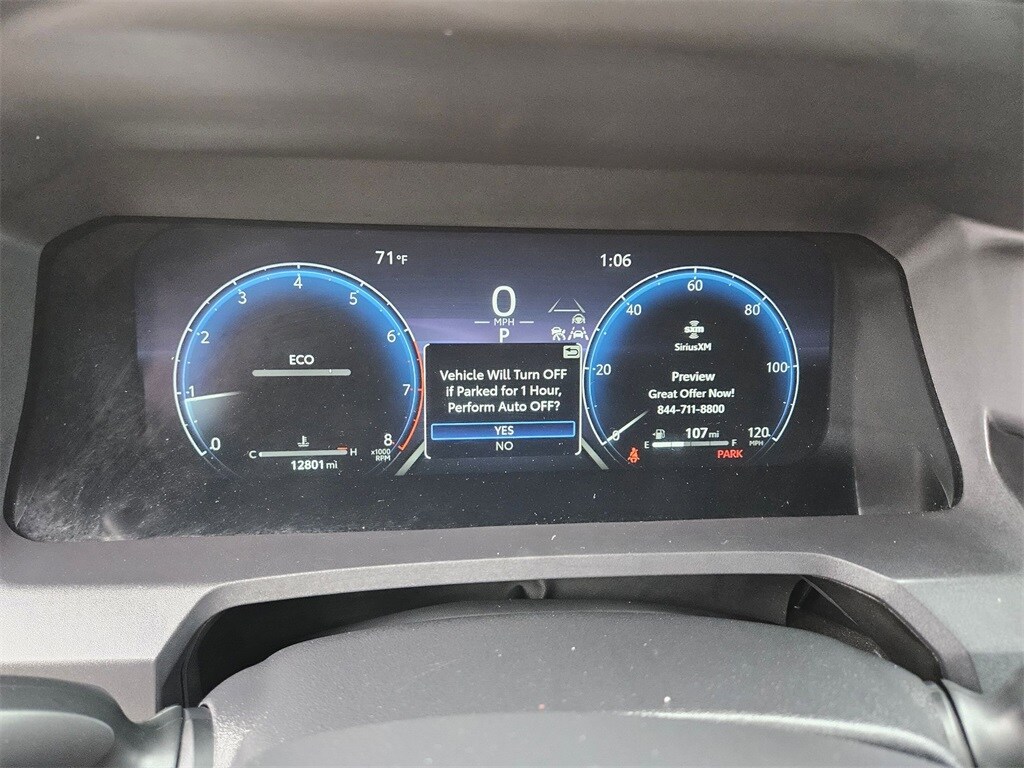 71°F
1:06
0
MPH
P
ECO
0
1
2
3
4
5
6
7
8
x1000
RPM
C
H
12801 mi
Vehicle Will Turn OFF
if Parked for 1 Hour,
Perform Auto OFF?
YES
NO
0
20
40
60
80
100
120
MPH
sxm
SiriusXM
Preview
Great Offer Now!
844-711-8800
107 mi
E
F
PARK